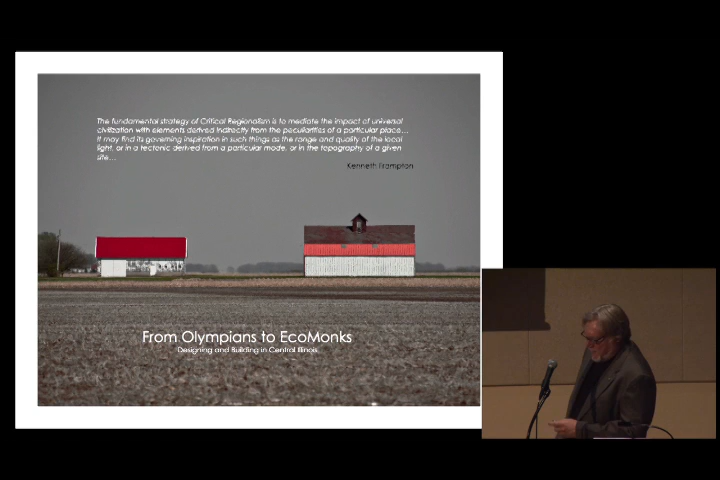 The fundamental strategy of Critical Regionalism is to mediate the impact of universal
civilization with elements derived indirectly from the peculiarities of a particular place...
It may find its governing inspiration in such things as the range and quality of the local
light, or in a tectonic derived from a particular mode, or in the topography of a given
site...
Kenneth Frampton
From Olympians to EcoMonks
Designing and Building in Central Illinois